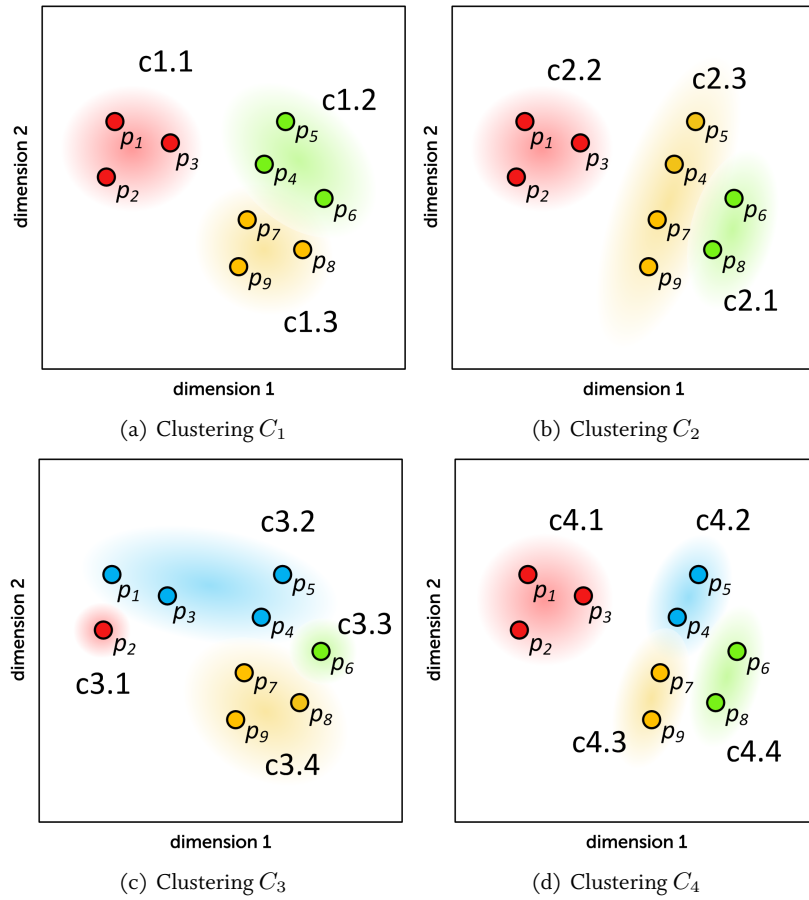 c1.1
c1.2
p1
p5
p3
p4
p2
p6
p7
p8
p9
c1.3
dimension 2
dimension 1
(a) Clustering C1
c2.2
c2.3
p1
p5
p3
p4
p2
p6
p7
p8
p9
c2.1
dimension 2
dimension 1
(b) Clustering C2
c3.2
p1
p5
p3
p4
c3.3
p2
p6
c3.1
p7
p8
p9
c3.4
dimension 2
dimension 1
(c) Clustering C3
c4.1
c4.2
p1
p5
p3
p4
p2
p6
p7
p8
p9
c4.3
c4.4
dimension 2
dimension 1
(d) Clustering C4